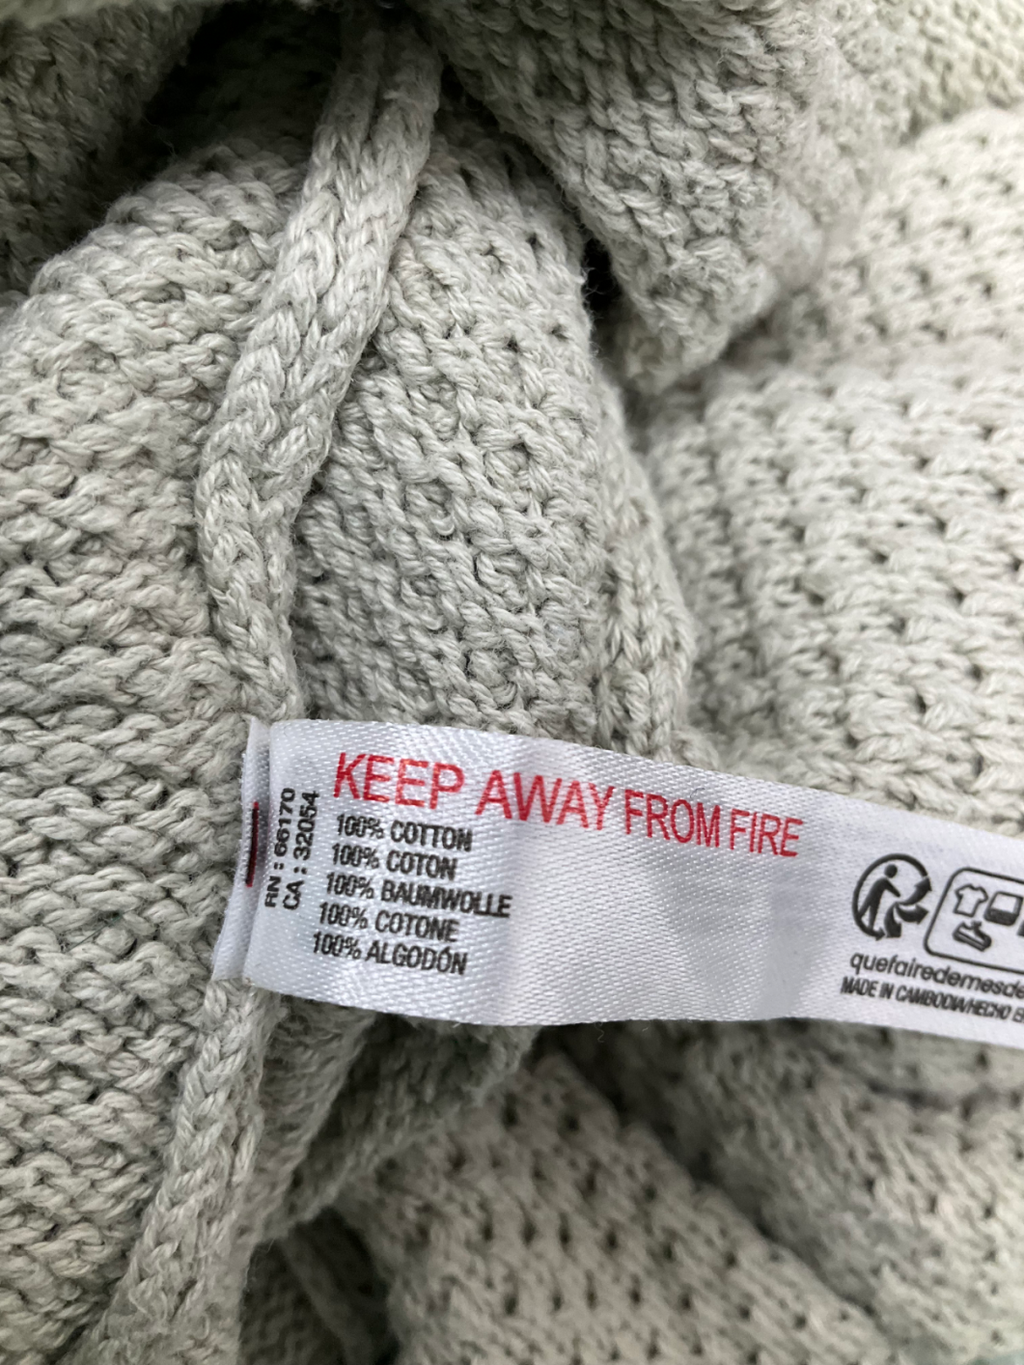 KEEP AWAY FROM FIRE
100% COTTON
100% COTON
100% BAUMWOLLE
100% COTONE
100% ALGODÓN
RN : 66170
CA : 32054
quefairedemesde
MADE IN CAMBODIA/HECHO